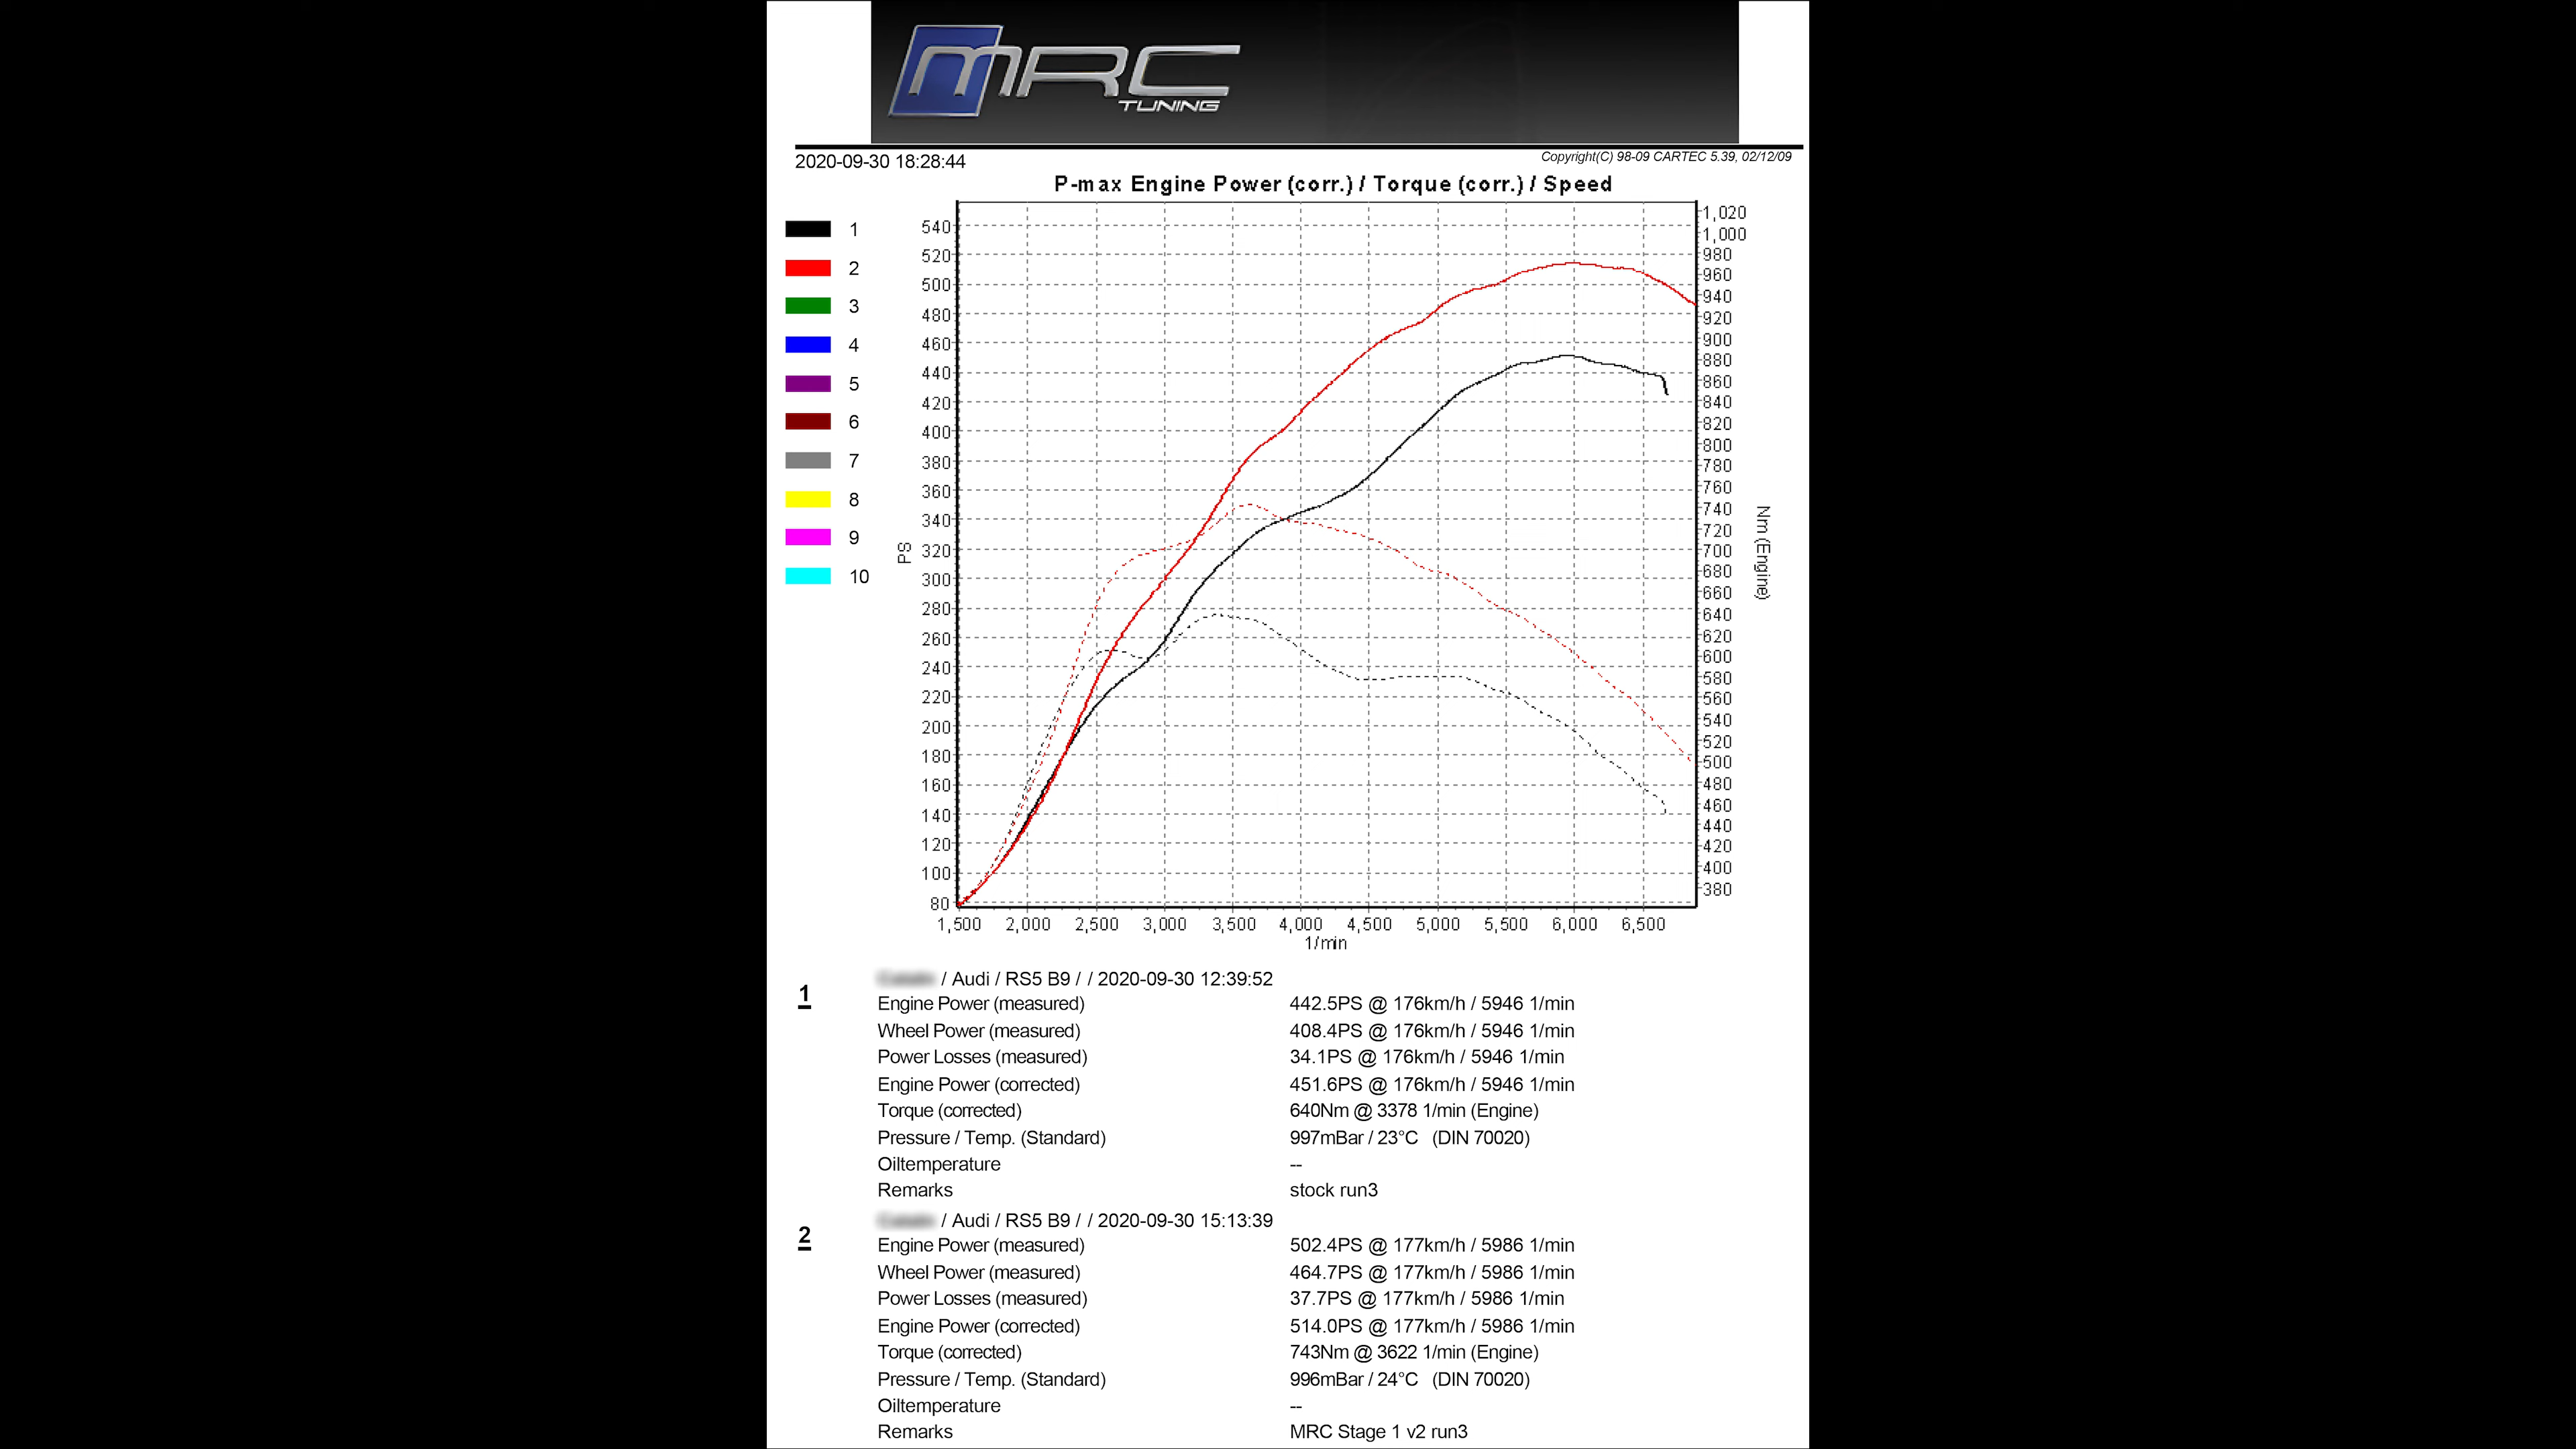 MRC
TUNING
2020-09-30 18:28:44
Copyright(C) 98-09 CARTEC 5.39, 02/12/09
P-max Engine Power (corr.) / Torque (corr.) / Speed
1
2
3
4
5
6
7
8
9
10
PS
540
520
500
480
460
440
420
400
380
360
340
320
300
280
260
240
220
200
180
160
140
120
100
80
1,020
1,000
980
960
940
920
900
880
860
840
820
800
780
760
740
720
700
680
660
640
620
600
580
560
540
520
500
480
460
440
420
400
380
Nm (Engine)
1,500 2,000 2,500 3,000 3,500 4,000 4,500 5,000 5,500 6,000 6,500
1/min
1
/ Audi / RS5 B9 / / 2020-09-30 12:39:52
Engine Power (measured) 442.5PS @ 176km/h / 5946 1/min
Wheel Power (measured) 408.4PS @ 176km/h / 5946 1/min
Power Losses (measured) 34.1PS @ 176km/h / 5946 1/min
Engine Power (corrected) 451.6PS @ 176km/h / 5946 1/min
Torque (corrected) 640Nm @ 3378 1/min (Engine)
Pressure / Temp. (Standard) 997mBar / 23°C (DIN 70020)
Oiltemperature --
Remarks stock run3
2
/ Audi / RS5 B9 / / 2020-09-30 15:13:39
Engine Power (measured) 502.4PS @ 177km/h / 5986 1/min
Wheel Power (measured) 464.7PS @ 177km/h / 5986 1/min
Power Losses (measured) 37.7PS @ 177km/h / 5986 1/min
Engine Power (corrected) 514.0PS @ 177km/h / 5986 1/min
Torque (corrected) 743Nm @ 3622 1/min (Engine)
Pressure / Temp. (Standard) 996mBar / 24°C (DIN 70020)
Oiltemperature --
Remarks MRC Stage 1 v2 run3